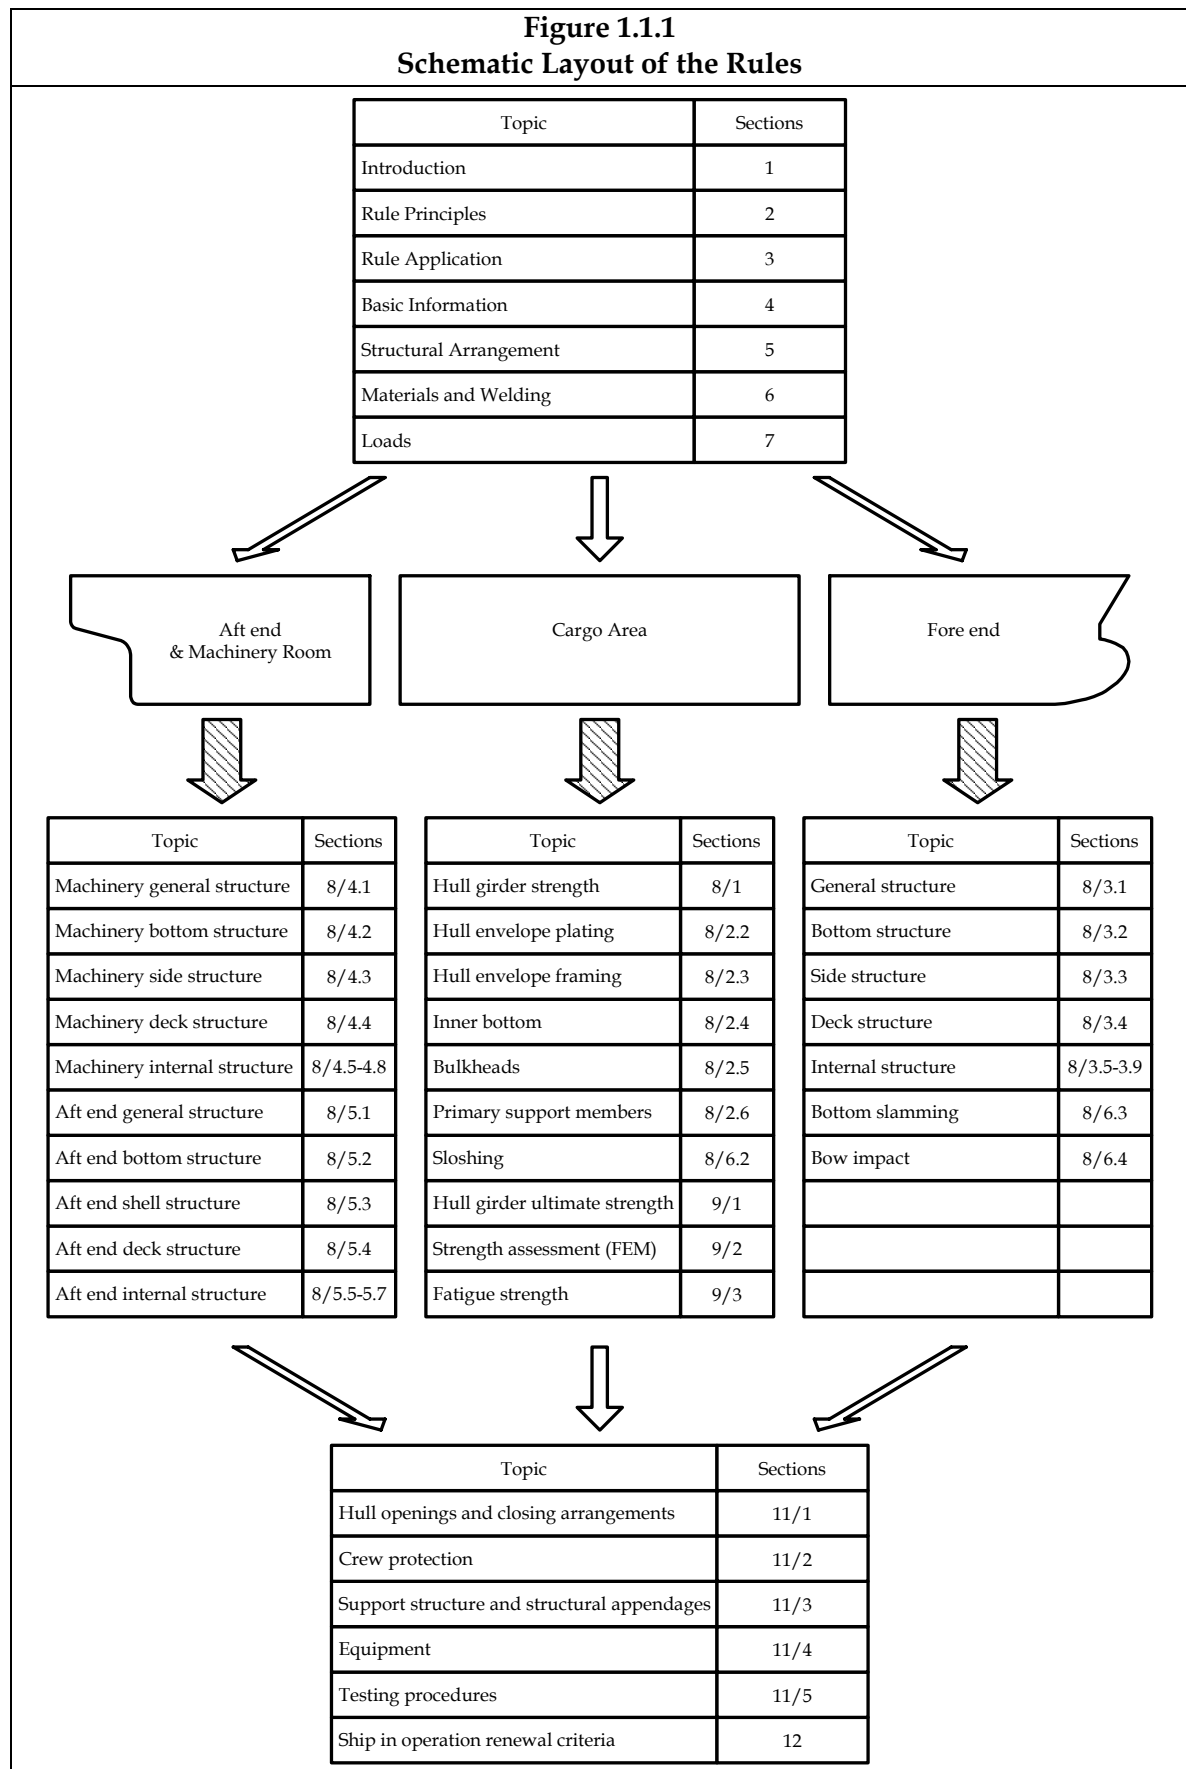 Figure 1.1.1
Schematic Layout of the Rules
Topic Sections
Introduction 1
Rule Principles 2
Rule Application 3
Basic Information 4
Structural Arrangement 5
Materials and Welding 6
Loads 7
Aft end
& Machinery Room
Cargo Area
Fore end
Topic Sections
Machinery general structure 8/4.1
Machinery bottom structure 8/4.2
Machinery side structure 8/4.3
Machinery deck structure 8/4.4
Machinery internal structure 8/4.5-4.8
Aft end general structure 8/5.1
Aft end bottom structure 8/5.2
Aft end shell structure 8/5.3
Aft end deck structure 8/5.4
Aft end internal structure 8/5.5-5.7
Topic Sections
Hull girder strength 8/1
Hull envelope plating 8/2.2
Hull envelope framing 8/2.3
Inner bottom 8/2.4
Bulkheads 8/2.5
Primary support members 8/2.6
Sloshing 8/6.2
Hull girder ultimate strength 9/1
Strength assessment (FEM) 9/2
Fatigue strength 9/3
Topic Sections
General structure 8/3.1
Bottom structure 8/3.2
Side structure 8/3.3
Deck structure 8/3.4
Internal structure 8/3.5-3.9
Bottom slamming 8/6.3
Bow impact 8/6.4
Topic Sections
Hull openings and closing arrangements 11/1
Crew protection 11/2
Support structure and structural appendages 11/3
Equipment 11/4
Testing procedures 11/5
Ship in operation renewal criteria 12